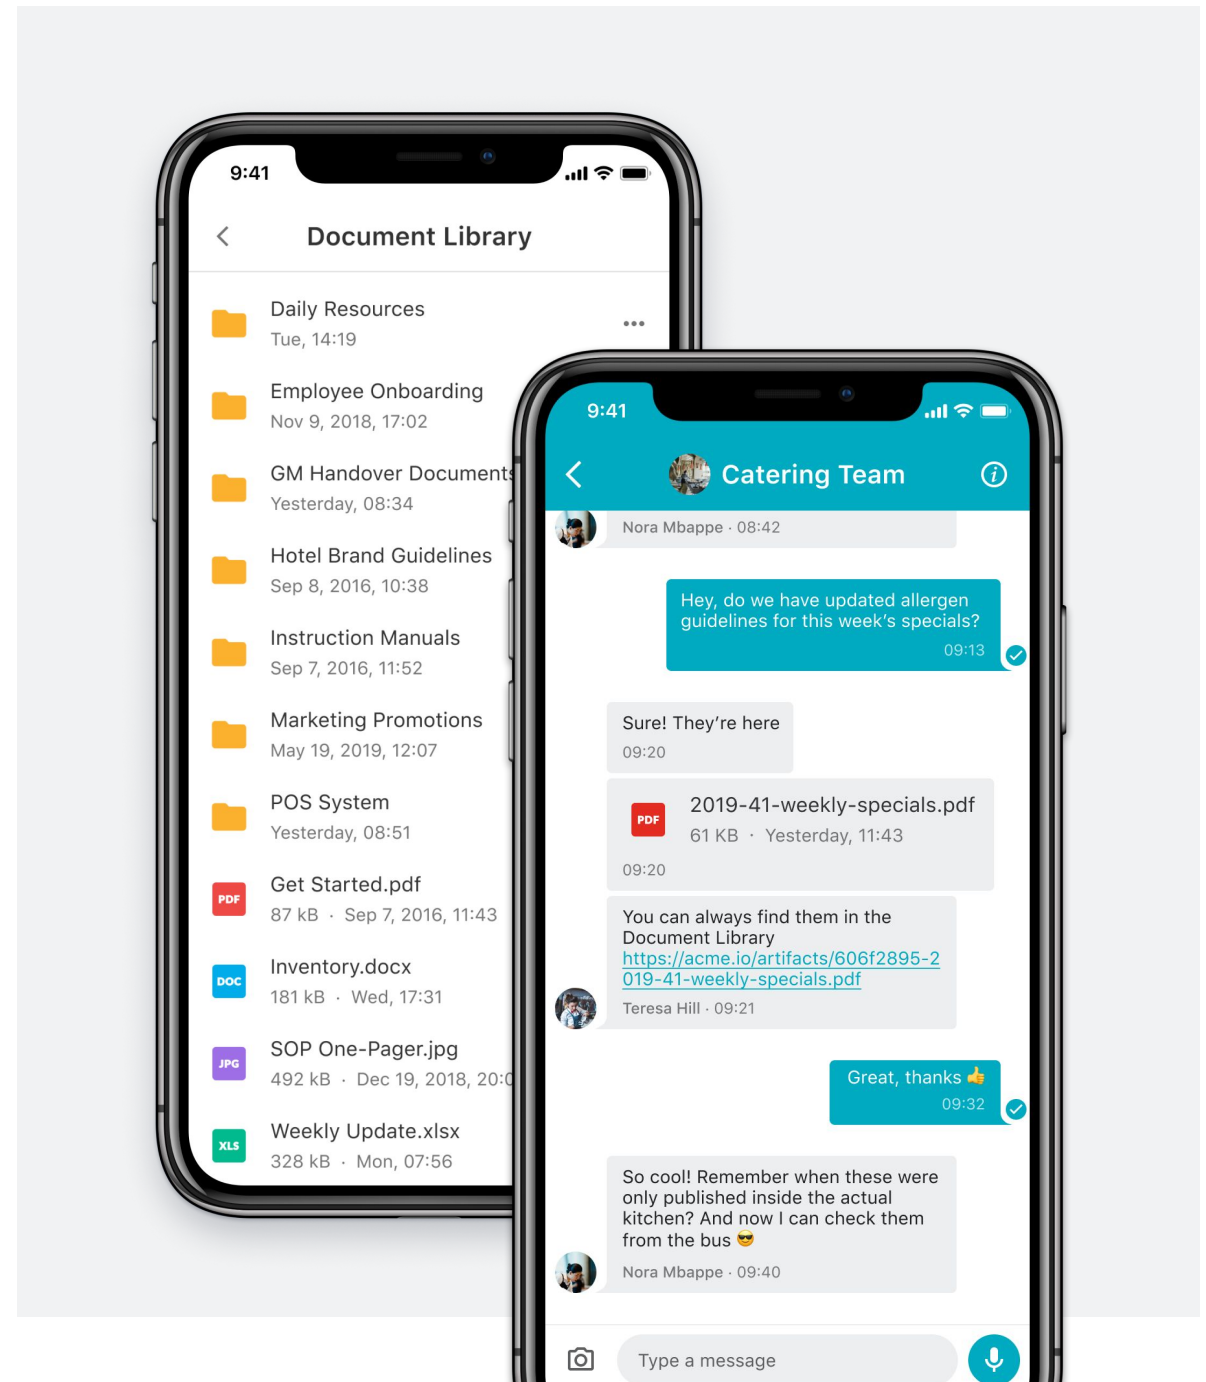 9:41
Document Library
Daily Resources
Tue, 14:19
Employee Onboarding
Nov 9, 2018, 17:02
GM Handover Documents
Yesterday, 08:34
Hotel Brand Guidelines
Sep 8, 2016, 10:38
Instruction Manuals
Sep 7, 2016, 11:52
Marketing Promotions
May 19, 2019, 12:07
POS System
Yesterday, 08:51
PDF
Get Started.pdf
87 kB · Sep 7, 2016, 11:43
DOC
Inventory.docx
181 kB · Wed, 17:31
JPG
SOP One-Pager.jpg
492 kB · Dec 19, 2018,
XLS
Weekly Update.xlsx
328 kB · Mon, 07:56
9:41
Catering Team
Nora Mbappe · 08:42
Hey, do we have updated allergen
guidelines for this week’s specials?
09:13
Sure! They’re here
09:20
PDF
2019-41-weekly-specials.pdf
61 KB · Yesterday, 11:43
09:20
You can always find them in the
Document Library
https://acme.io/artifacts/606f2895-2
019-41-weekly-specials.pdf
Teresa Hill · 09:21
Great, thanks 👍
09:32
So cool! Remember when these were
only published inside the actual
kitchen? And now I can check them
from the bus 😎
Nora Mbappe · 09:40
Type a message